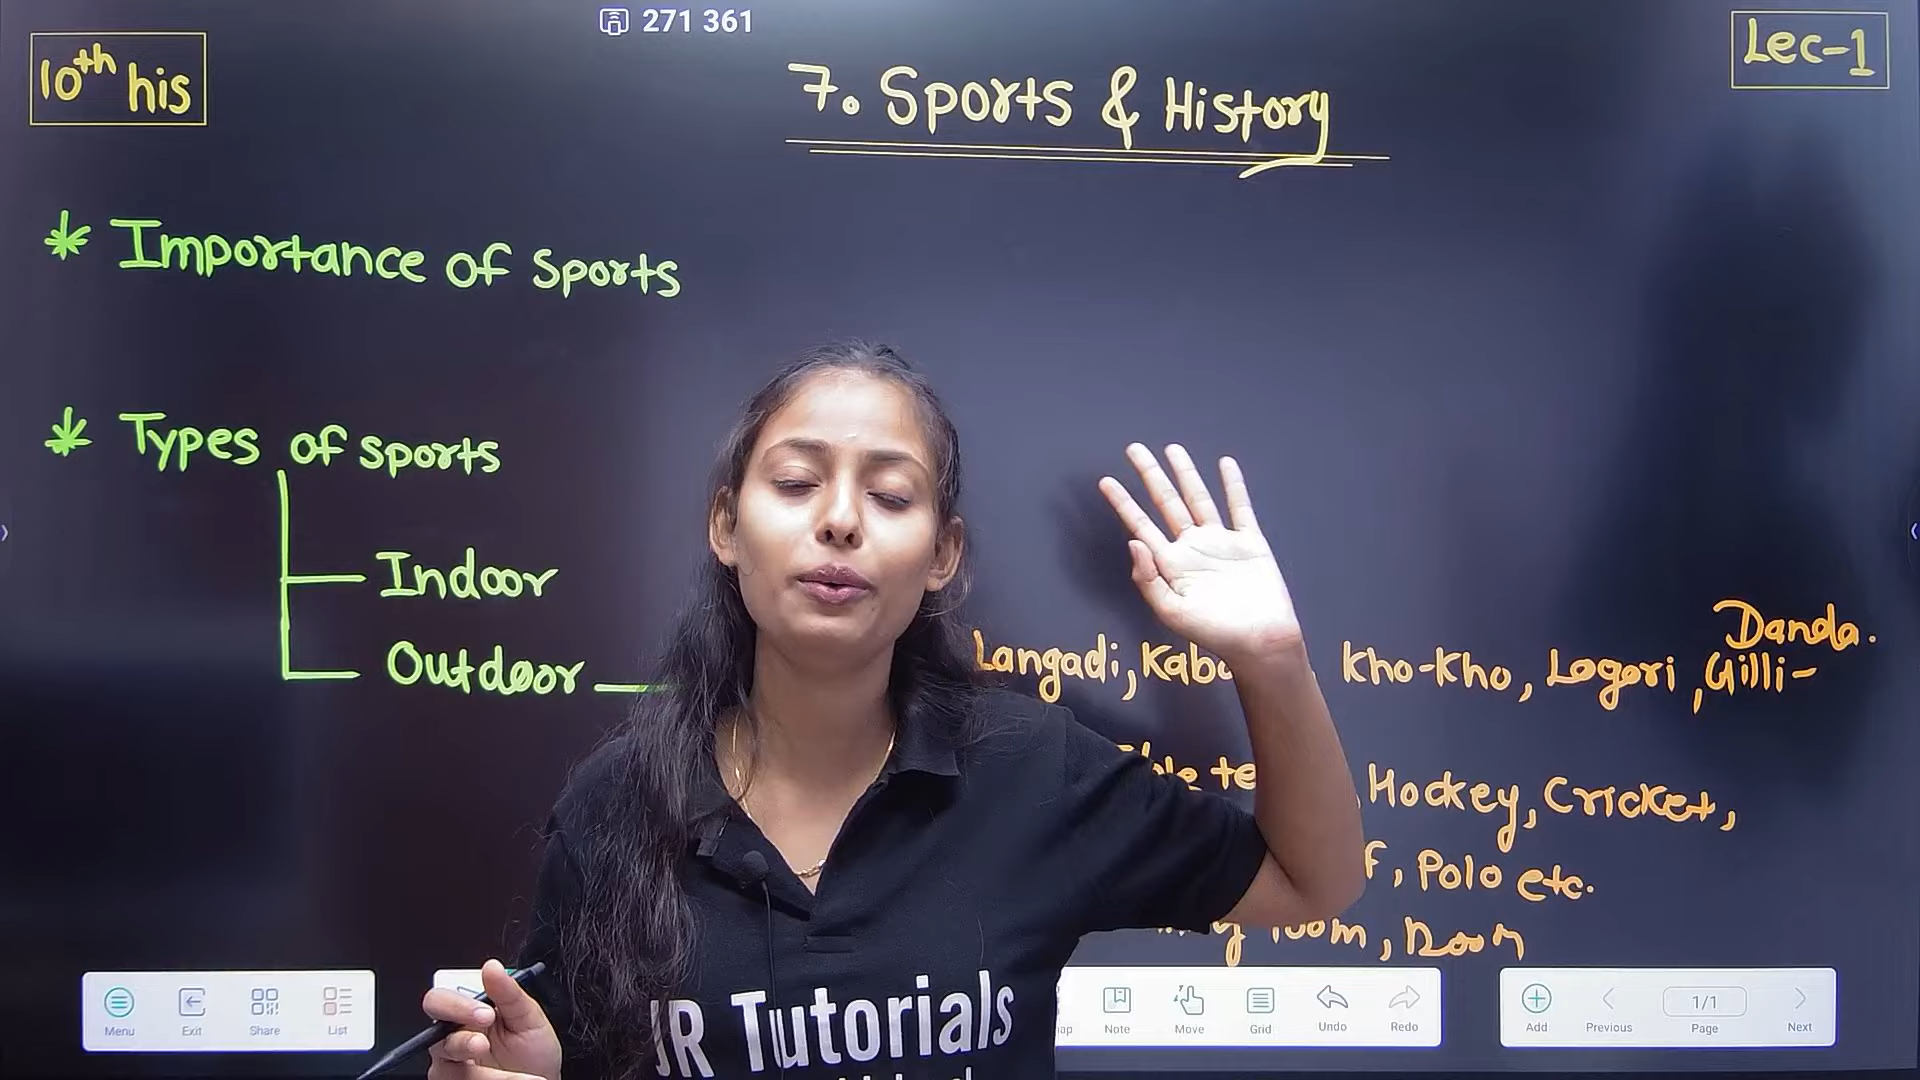 271 361
10th his
7. Sports & History
Lec-1
* Importance of Sports
* Types of sports
Indoor
Outdoor
Langadi, Kho-Kho, Logori, Gilli-
Danda.
Hockey, Cricket,
Polo etc.
JR Tutorials
Menu Exit Share List
Note Move Grid Undo Redo
Add Previous 1/1 Page Next